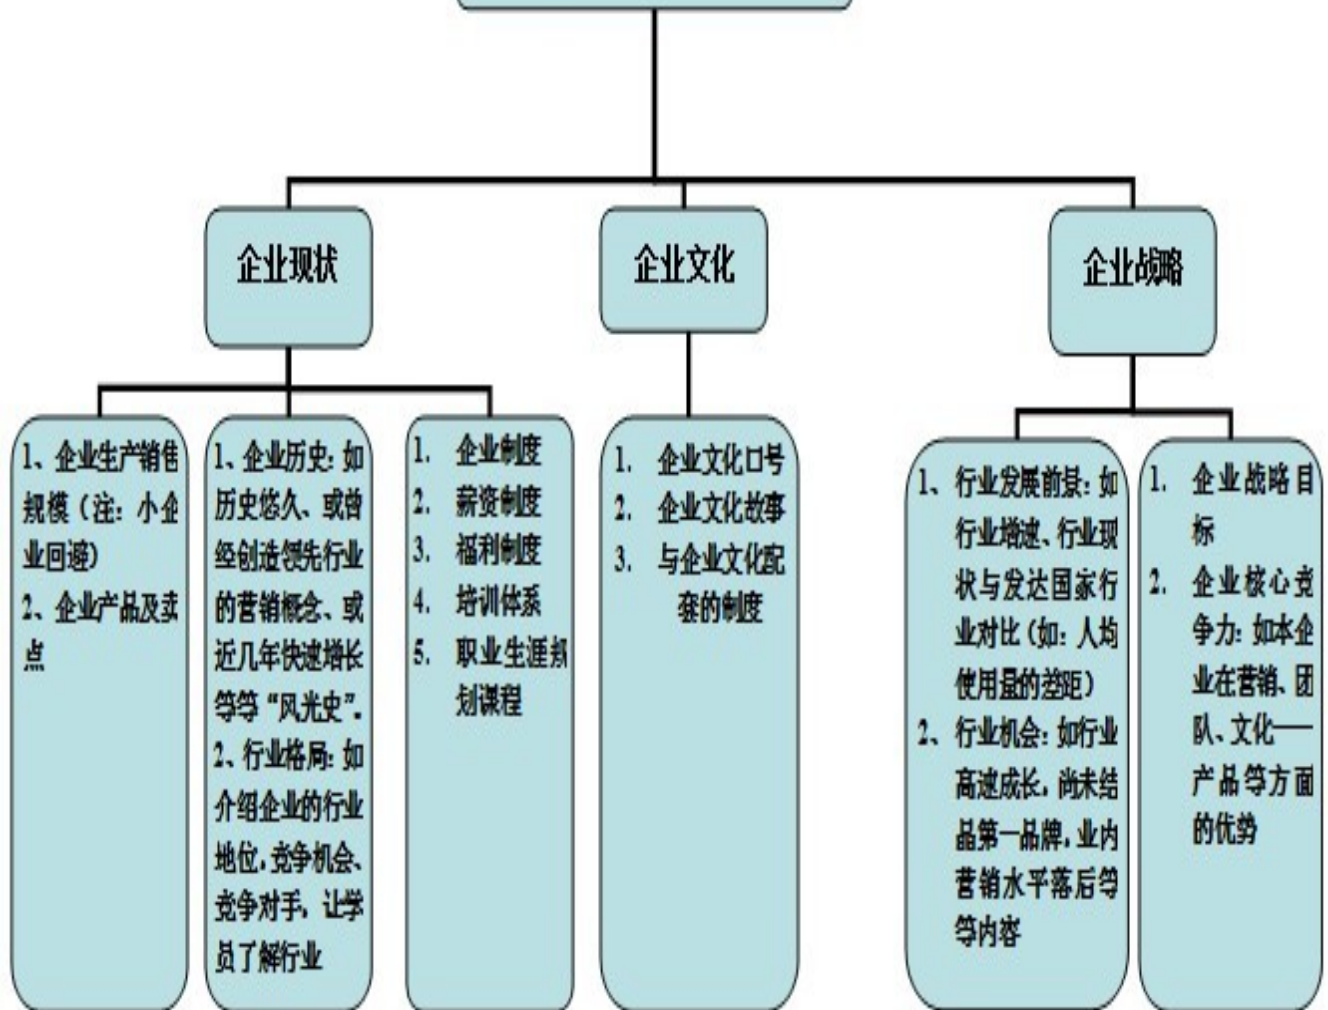 企业现状
企业文化
企业战略
1、企业生产销售
规模（注：小企
业回避）
2、企业产品及卖
点
1、企业历史：如
历史悠久、或曾
经创造领先行业
的营销概念、或
近几年快速增长
等等“风光史”.
2、行业格局：如
介绍企业的行业
地位，竞争机会、
竞争对手，让学
员了解行业
1. 企业制度
2. 薪资制度
3. 福利制度
4. 培训体系
5. 职业生涯规
划课程
1. 企业文化口号
2. 企业文化故事
3. 与企业文化配
套的制度
1、行业发展前景：如
行业增速、行业现
状与发达国家行
业对比（如：人均
使用量的差距）
2、行业机会：如行业
高速成长，尚未结
晶第一品牌，业内
营销水平落后等
等内容
1. 企业战略目
标
2. 企业核心竞
争力：如本企
业在营销、团
队、文化——
产品等方面
的优势